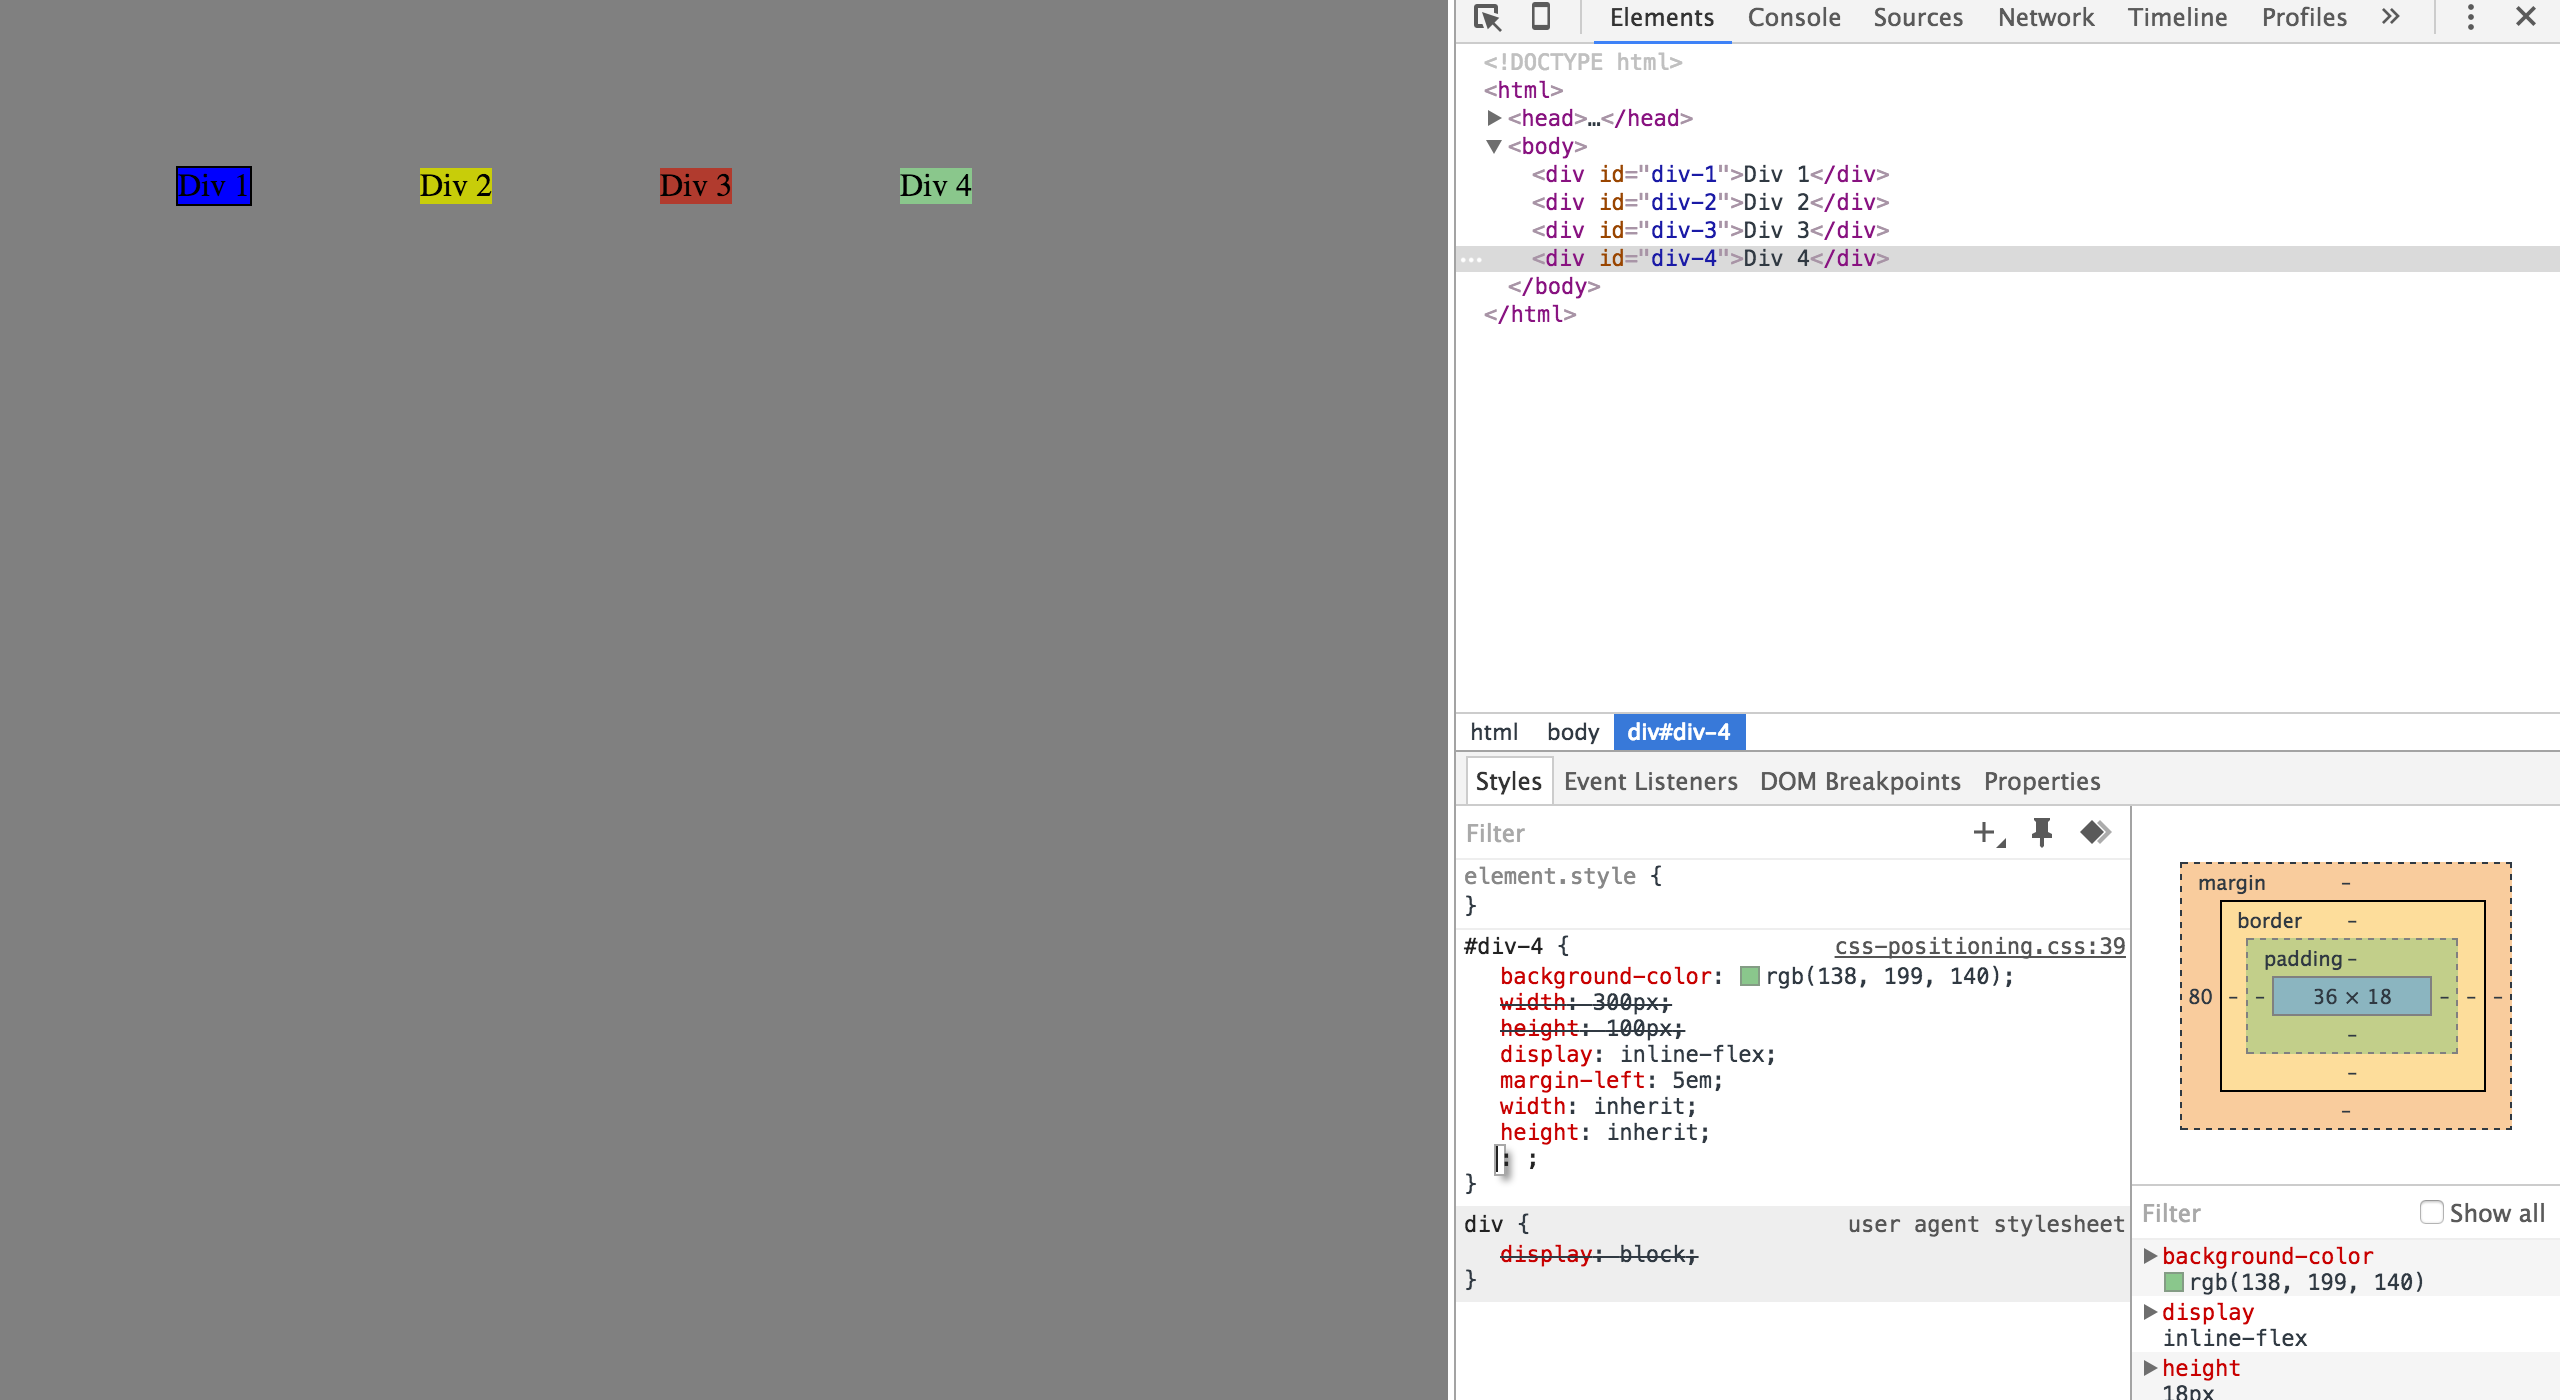 Div 1 Div 2 Div 3 Div 4
Elements Console Sources Network Timeline Profiles »
<!DOCTYPE html>
<html>
<head>…</head>
<body>
<div id="div-1">Div 1</div>
<div id="div-2">Div 2</div>
<div id="div-3">Div 3</div>
<div id="div-4">Div 4</div>
</body>
</html>
html body div#div-4
Styles Event Listeners DOM Breakpoints Properties
Filter
element.style {
}
#div-4 { css-positioning.css:39
background-color: rgb(138, 199, 140);
width: 300px;
height: 100px;
display: inline-flex;
margin-left: 5em;
width: inherit;
height: inherit;
: ;
}
div { user agent stylesheet
display: block;
}
margin -
border -
padding -
80 - - 36 × 18 - - -
-
-
-
Filter Show all
background-color
rgb(138, 199, 140)
display
inline-flex
height
18px